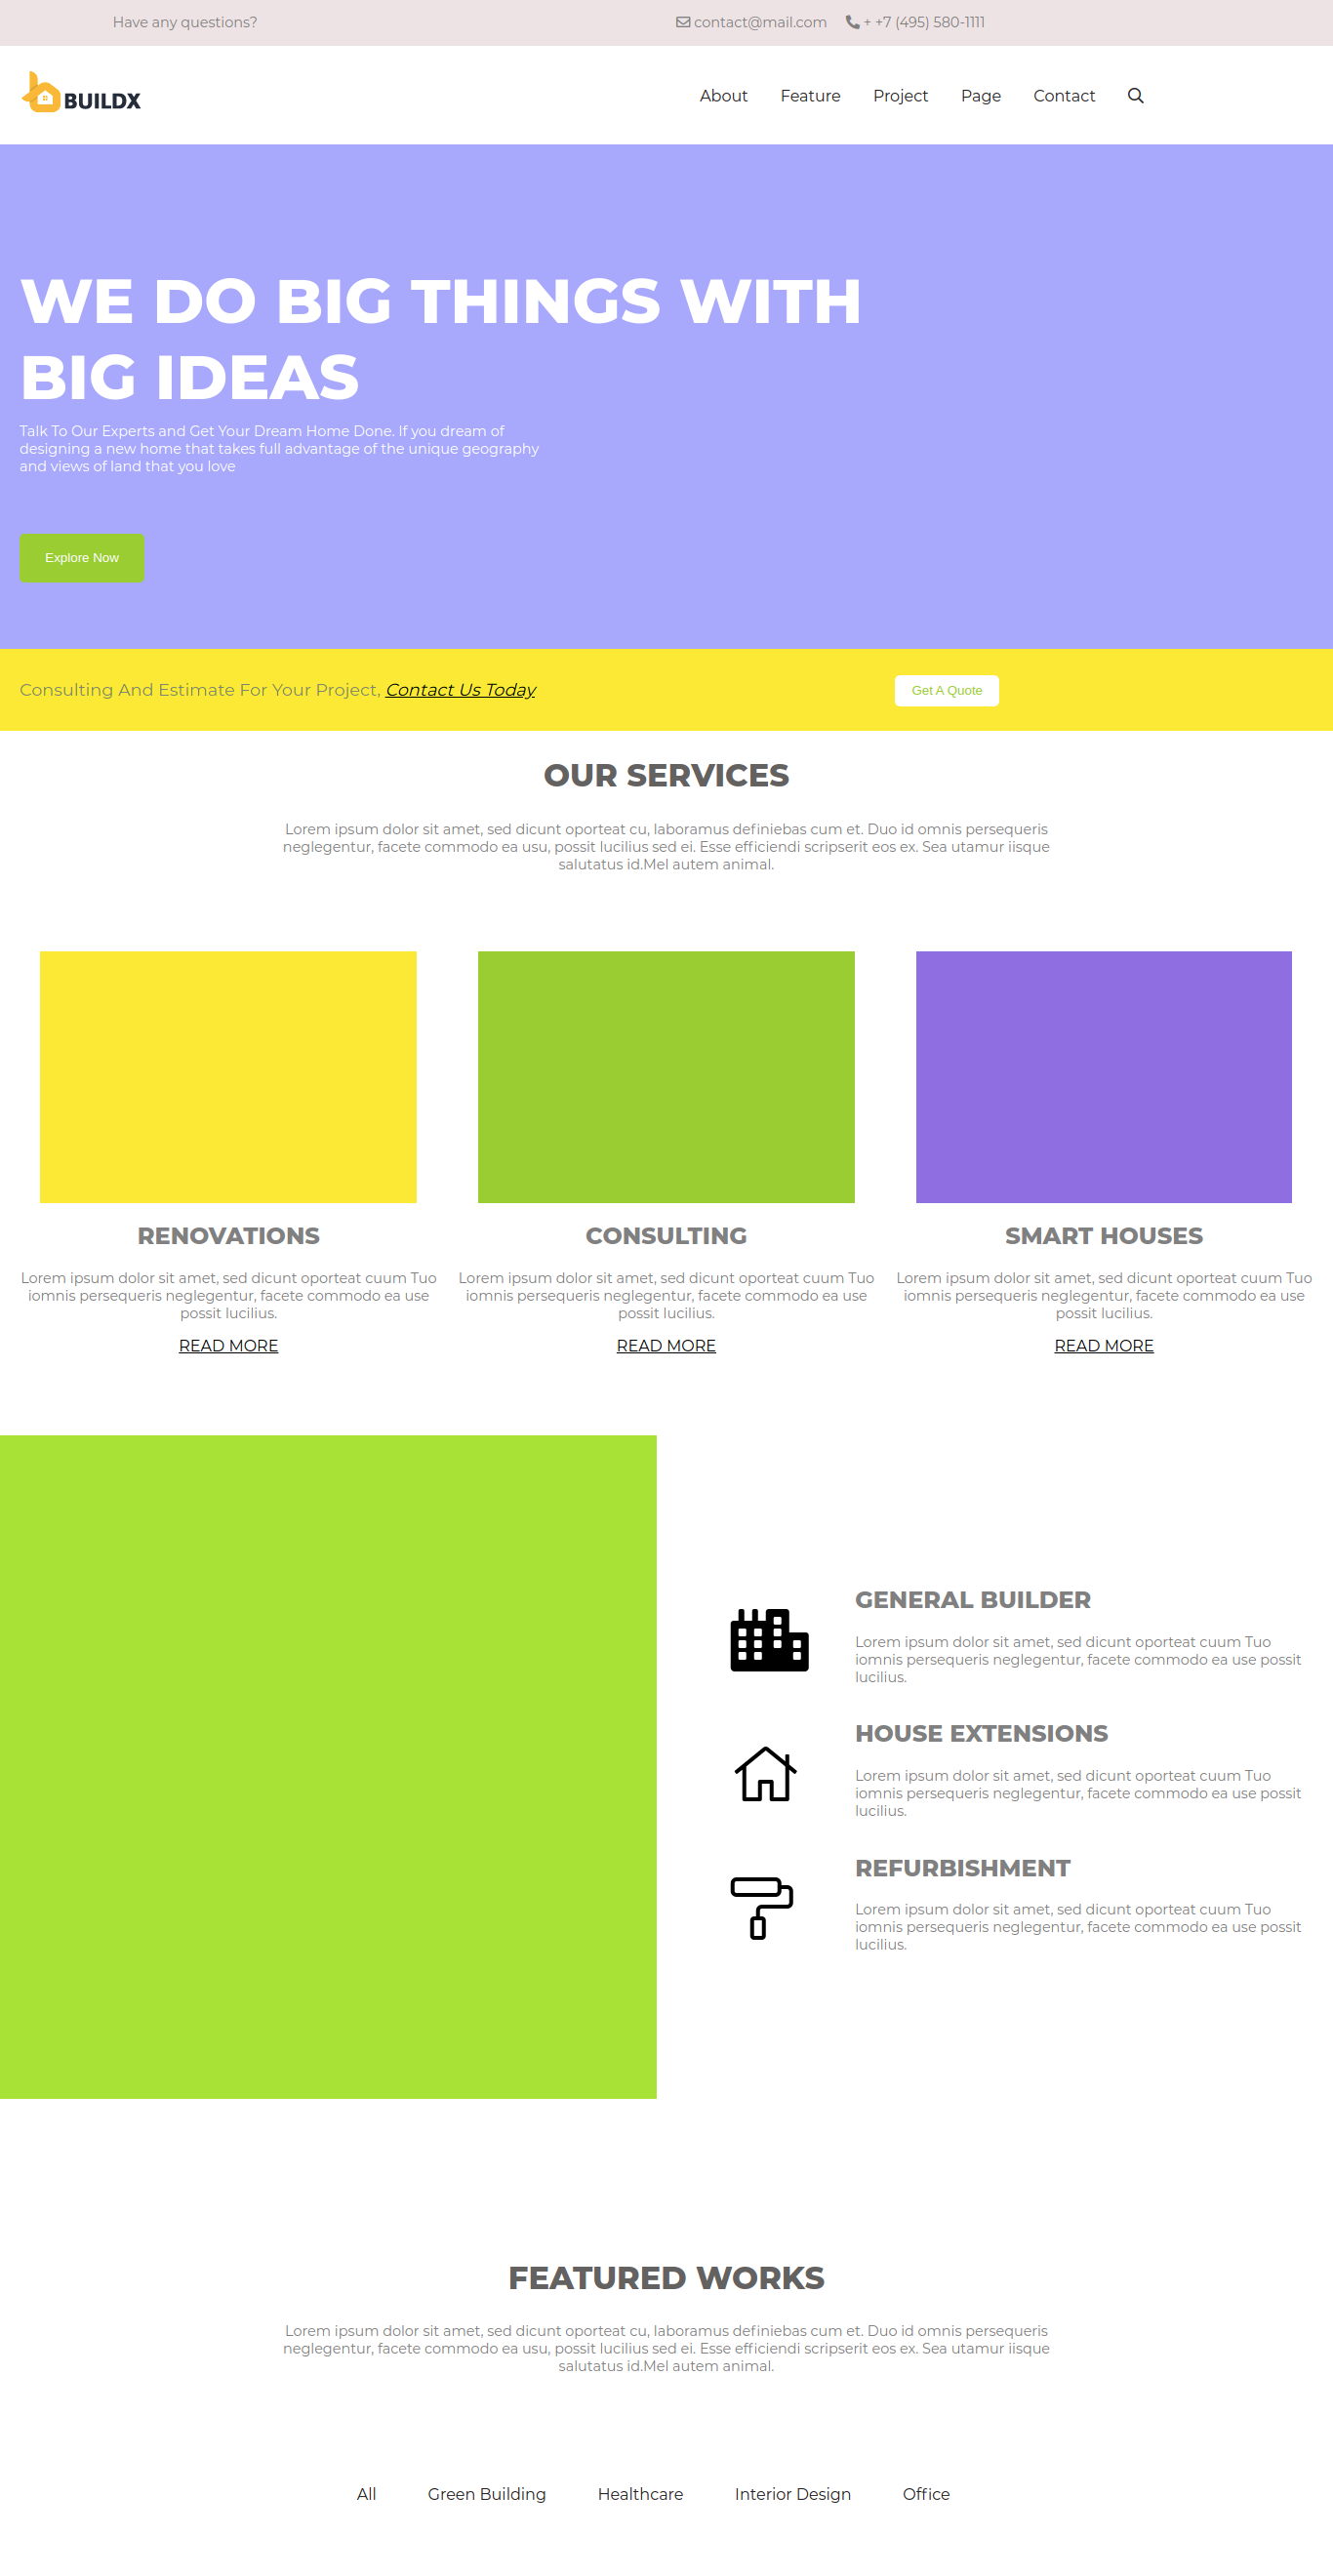 Have any questions?
contact@mail.com
+ +7 (495) 580-1111
BUILDX
About
Feature
Project
Page
Contact
WE DO BIG THINGS WITH
BIG IDEAS
Talk To Our Experts and Get Your Dream Home Done. If you dream of
designing a new home that takes full advantage of the unique geography
and views of land that you love
Explore Now
Consulting And Estimate For Your Project, Contact Us Today
Get A Quote
OUR SERVICES
Lorem ipsum dolor sit amet, sed dicunt oporteat cu, laboramus definiebas cum et. Duo id omnis persequeris
neglegentur, facete commodo ea usu, possit lucilius sed ei. Esse efficiendi scripserit eos ex. Sea utamur iisque
salutatus id.Mel autem animal.
RENOVATIONS
Lorem ipsum dolor sit amet, sed dicunt oporteat cuum Tuo
iomnis persequeris neglegentur, facete commodo ea use
possit lucilius.
READ MORE
CONSULTING
Lorem ipsum dolor sit amet, sed dicunt oporteat cuum Tuo
iomnis persequeris neglegentur, facete commodo ea use
possit lucilius.
READ MORE
SMART HOUSES
Lorem ipsum dolor sit amet, sed dicunt oporteat cuum Tuo
iomnis persequeris neglegentur, facete commodo ea use
possit lucilius.
READ MORE
GENERAL BUILDER
Lorem ipsum dolor sit amet, sed dicunt oporteat cuum Tuo
iomnis persequeris neglegentur, facete commodo ea use possit
lucilius.
HOUSE EXTENSIONS
Lorem ipsum dolor sit amet, sed dicunt oporteat cuum Tuo
iomnis persequeris neglegentur, facete commodo ea use possit
lucilius.
REFURBISHMENT
Lorem ipsum dolor sit amet, sed dicunt oporteat cuum Tuo
iomnis persequeris neglegentur, facete commodo ea use possit
lucilius.
FEATURED WORKS
Lorem ipsum dolor sit amet, sed dicunt oporteat cu, laboramus definiebas cum et. Duo id omnis persequeris
neglegentur, facete commodo ea usu, possit lucilius sed ei. Esse efficiendi scripserit eos ex. Sea utamur iisque
salutatus id.Mel autem animal.
All
Green Building
Healthcare
Interior Design
Office